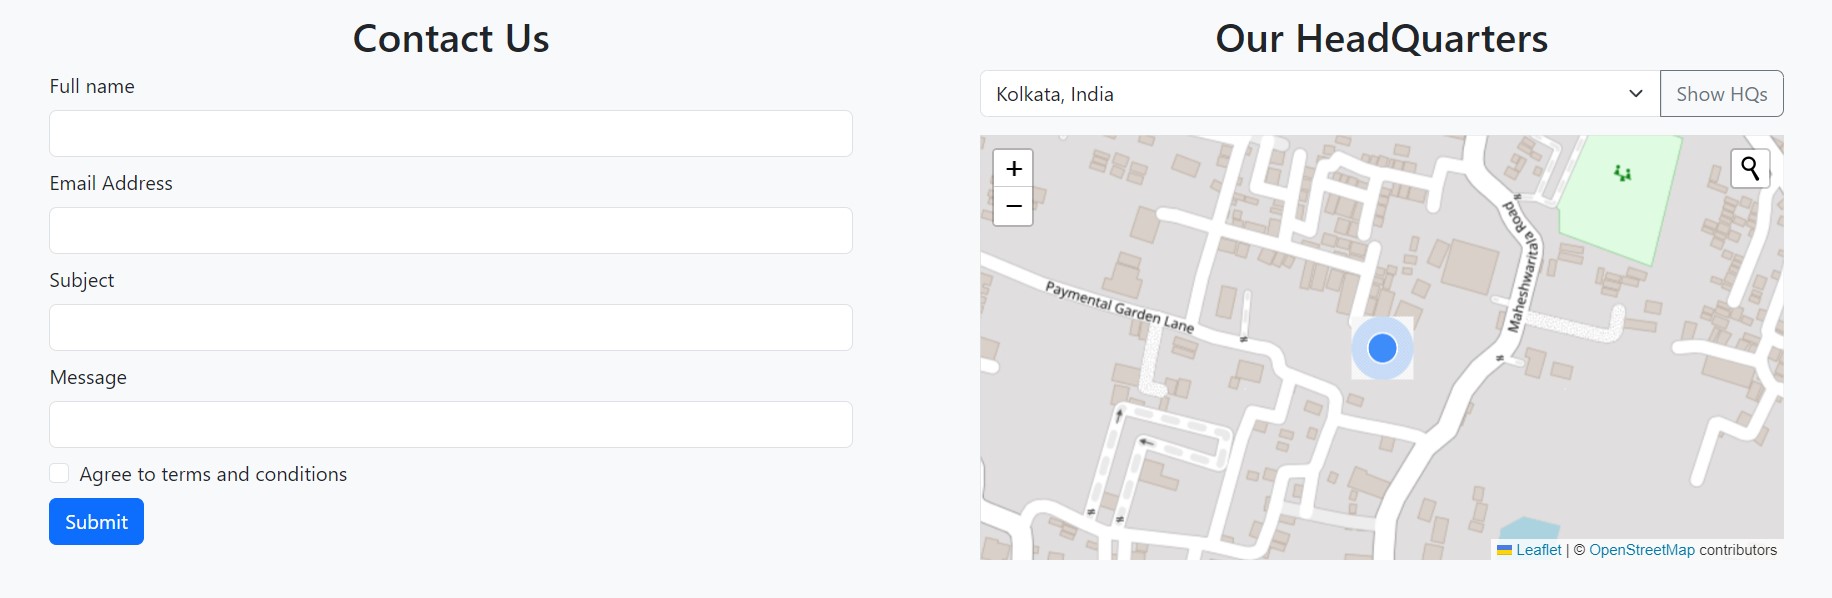 Contact Us
Full name
Email Address
Subject
Message
Agree to terms and conditions
Submit
Our HeadQuarters
Kolkata, India
Show HQs
+
−
Paymental Garden Lane
Maheshwaritala Road
Leaflet | © OpenStreetMap contributors